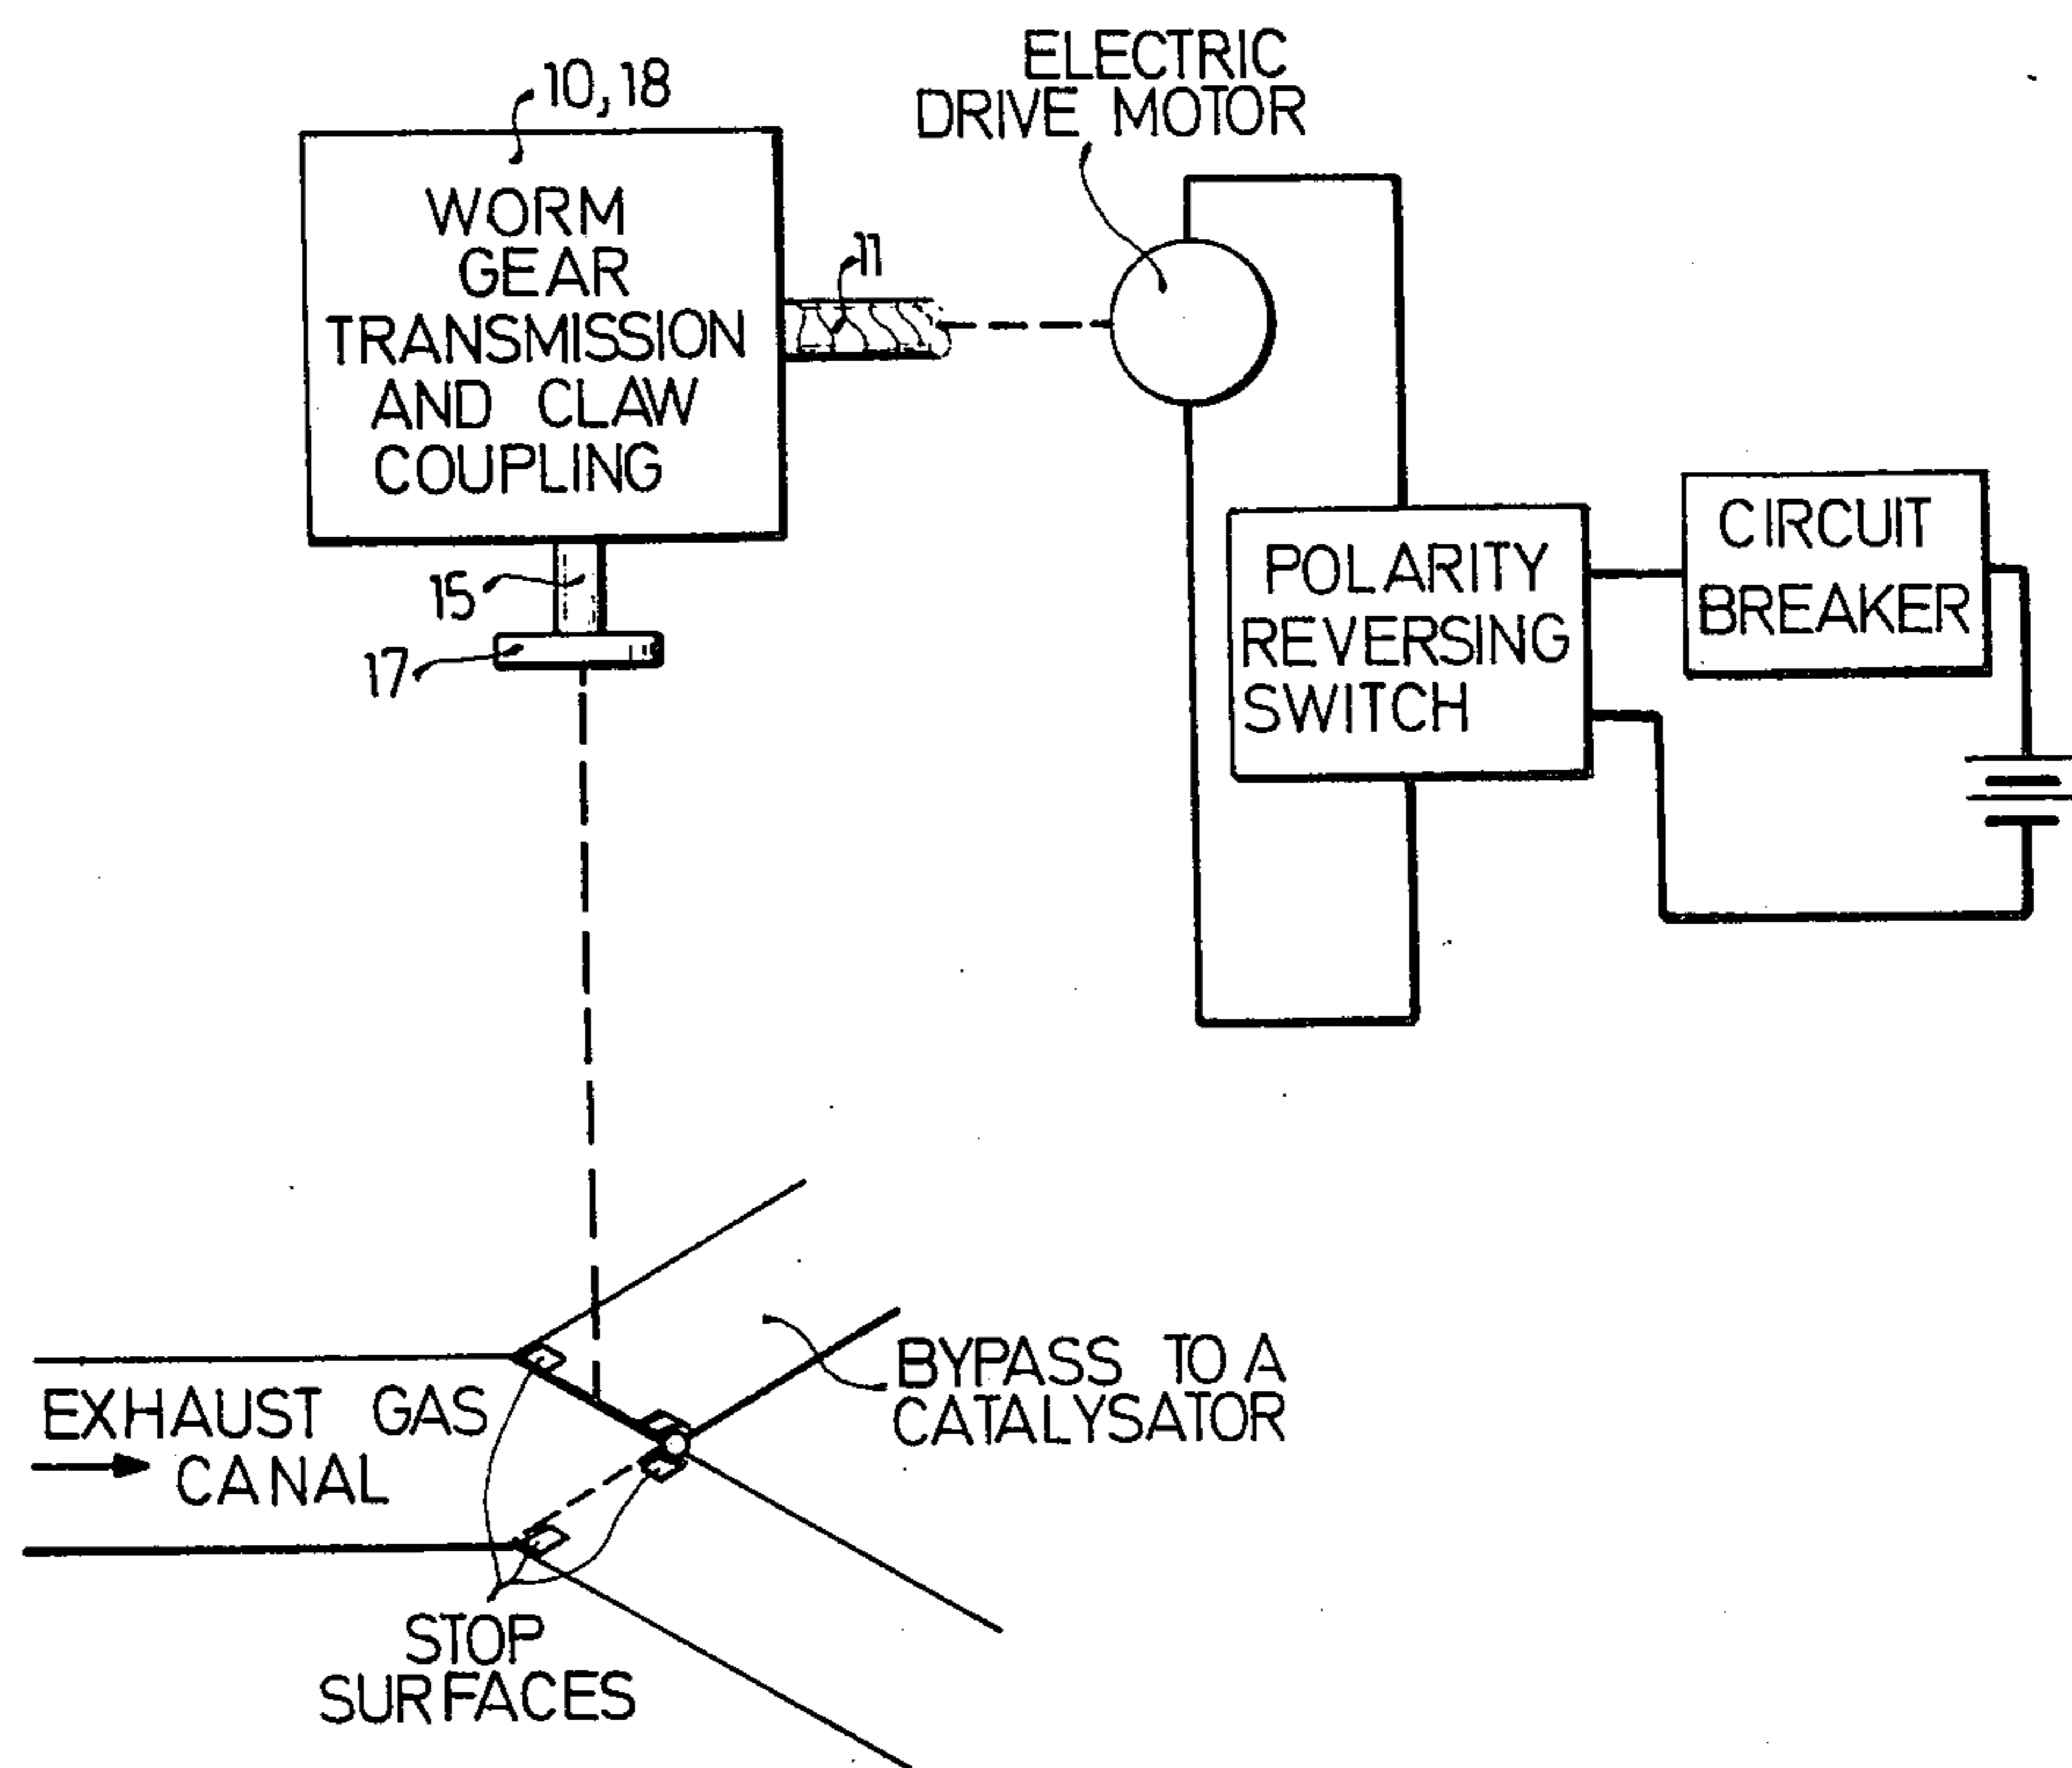 ELECTRIC
DRIVE MOTOR
10,18
WORM
GEAR
TRANSMISSION
AND CLAW
COUPLING
11
15
17
POLARITY
REVERSING
SWITCH
CIRCUIT
BREAKER
BYPASS TO A
CATALYSATOR
EXHAUST GAS
CANAL
STOP
SURFACES